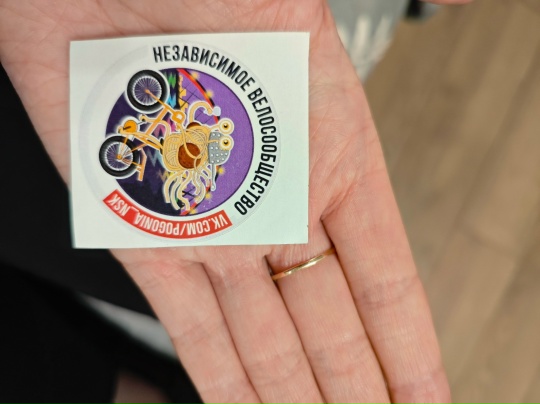 НЕЗАВИСИМОЕ ВЕЛОСООБЩЕСТВО
VK.COM/POGONIA_NSK